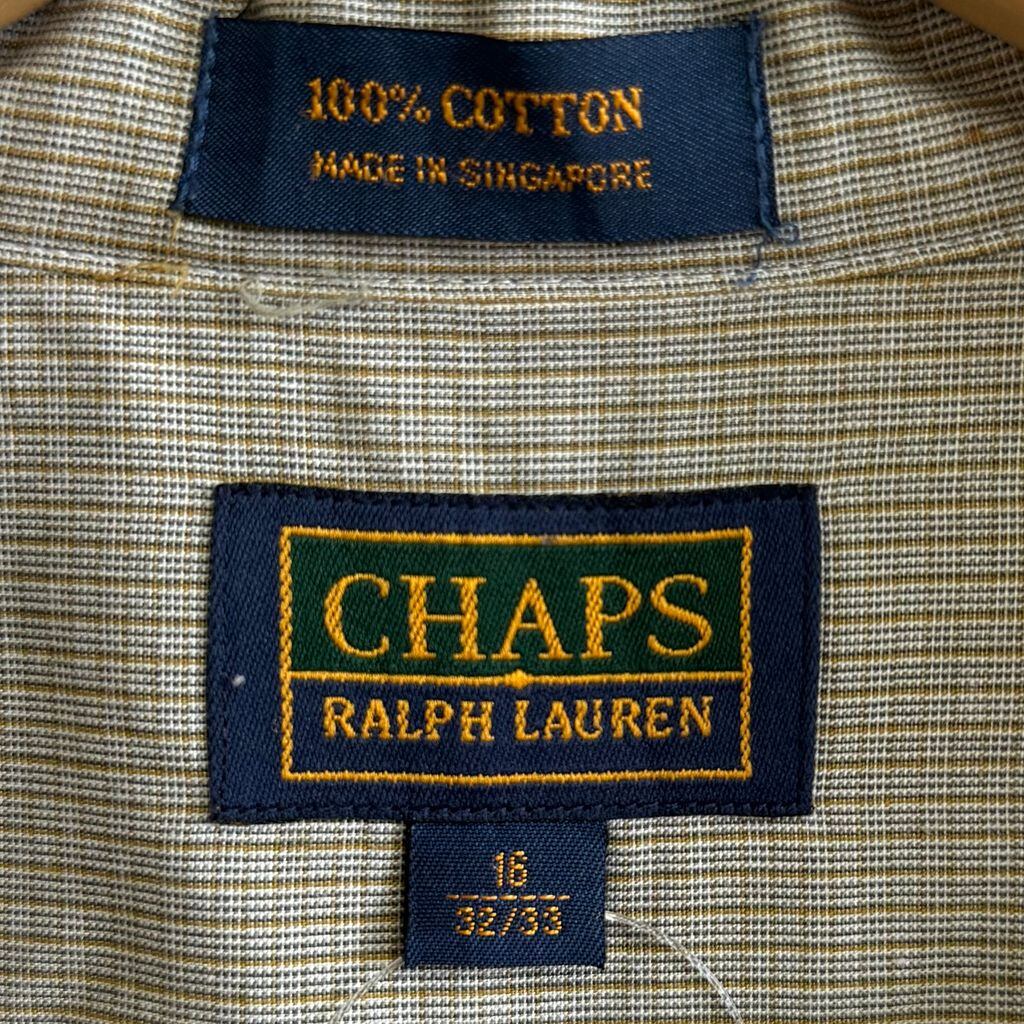 100% COTTON
MADE IN SINGAPORE
CHAPS
RALPH LAUREN
16
32/33